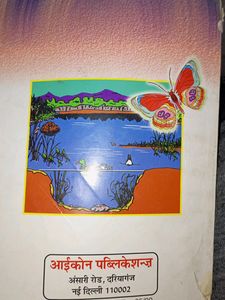 आईकोन पब्लिकेशन्ज़
अंसारी रोड, दरियागंज
नई दिल्ली 110002